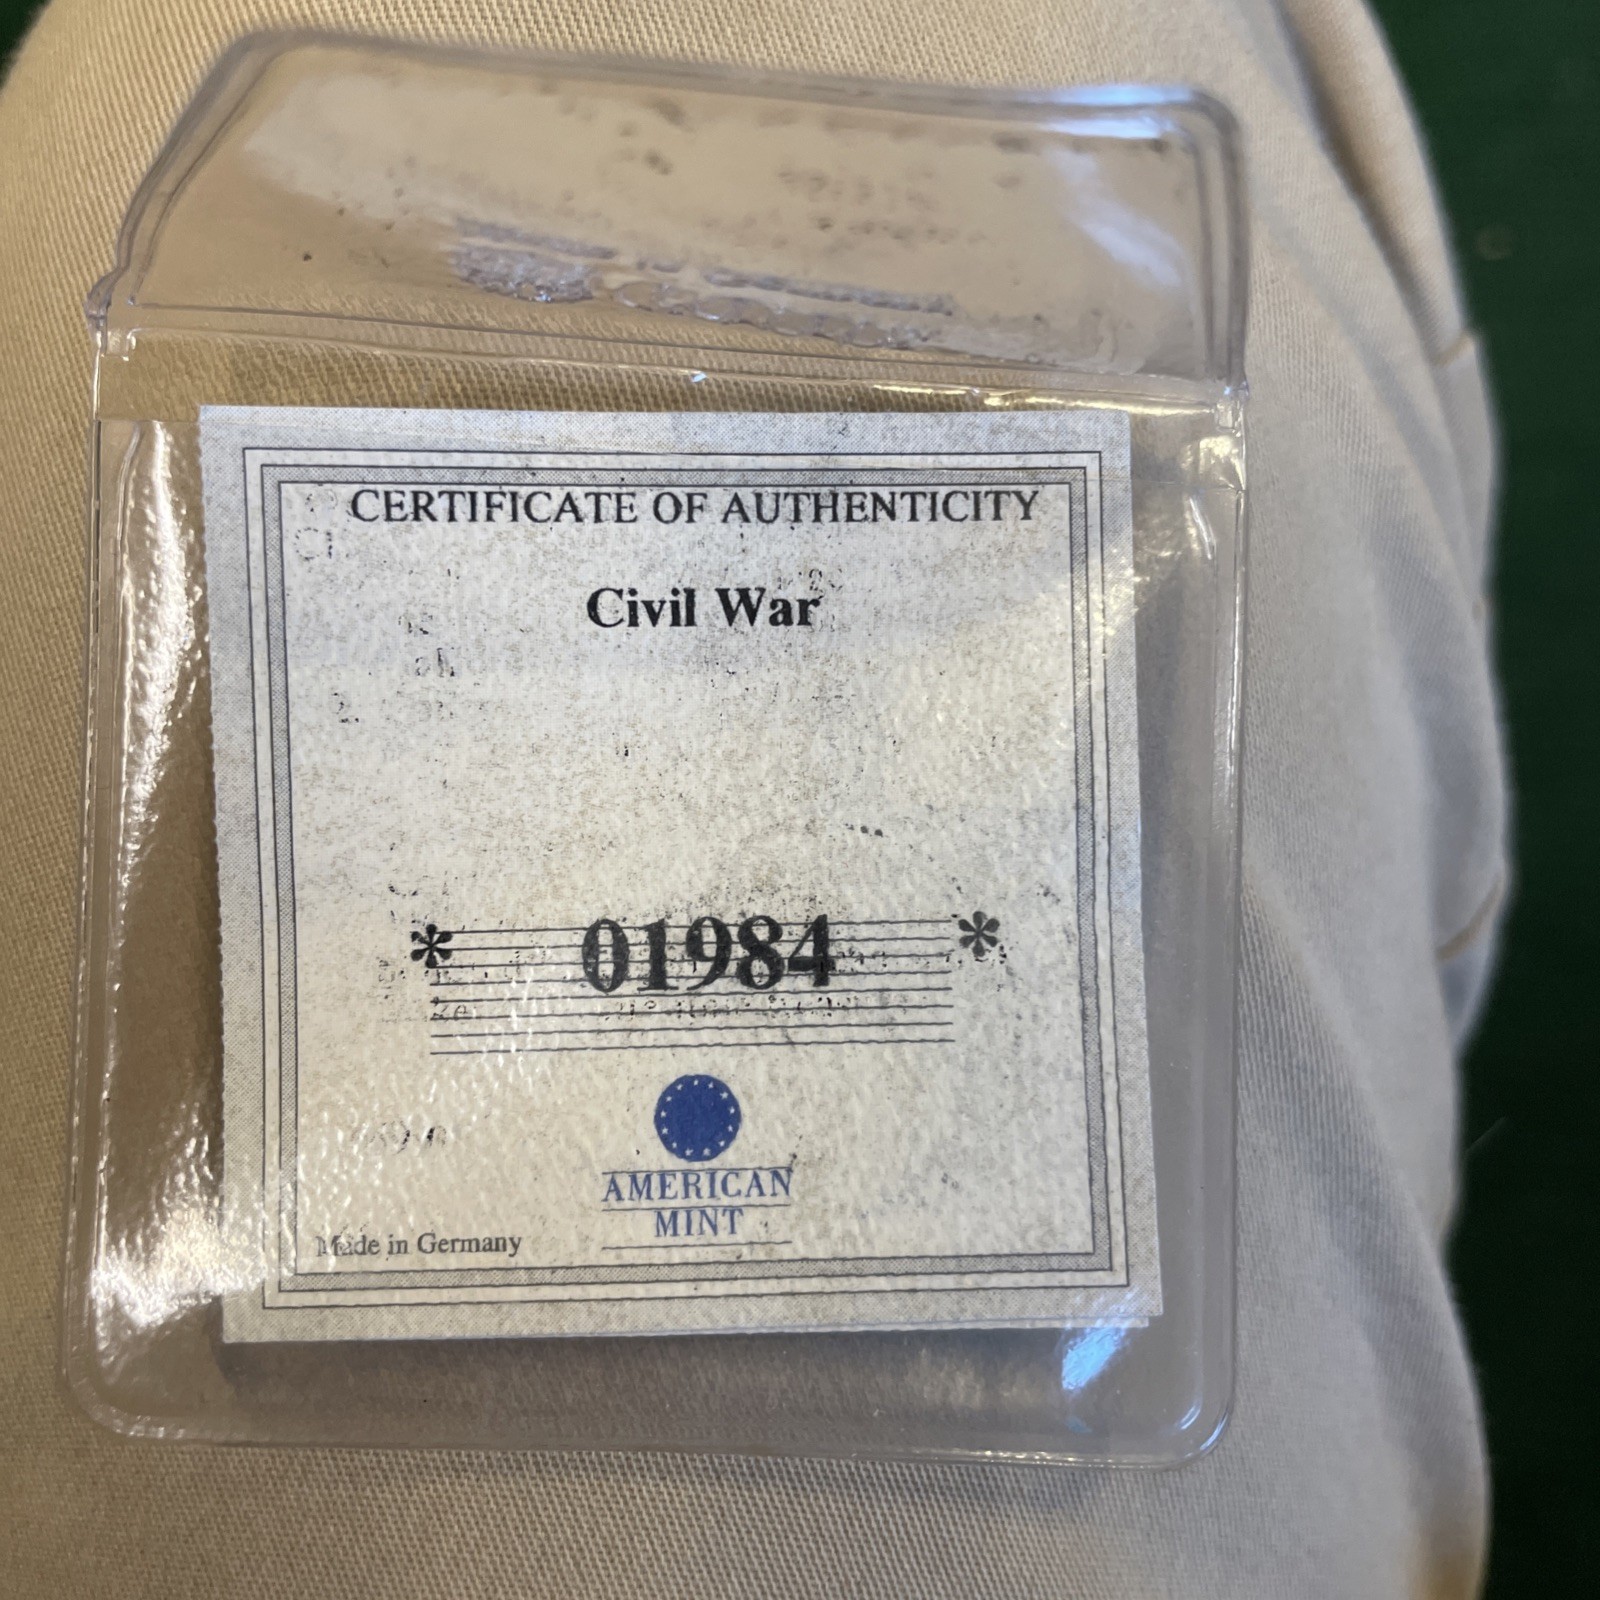 CERTIFICATE OF AUTHENTICITY
Civil War
* 01984 *
AMERICAN
MINT
Made in Germany